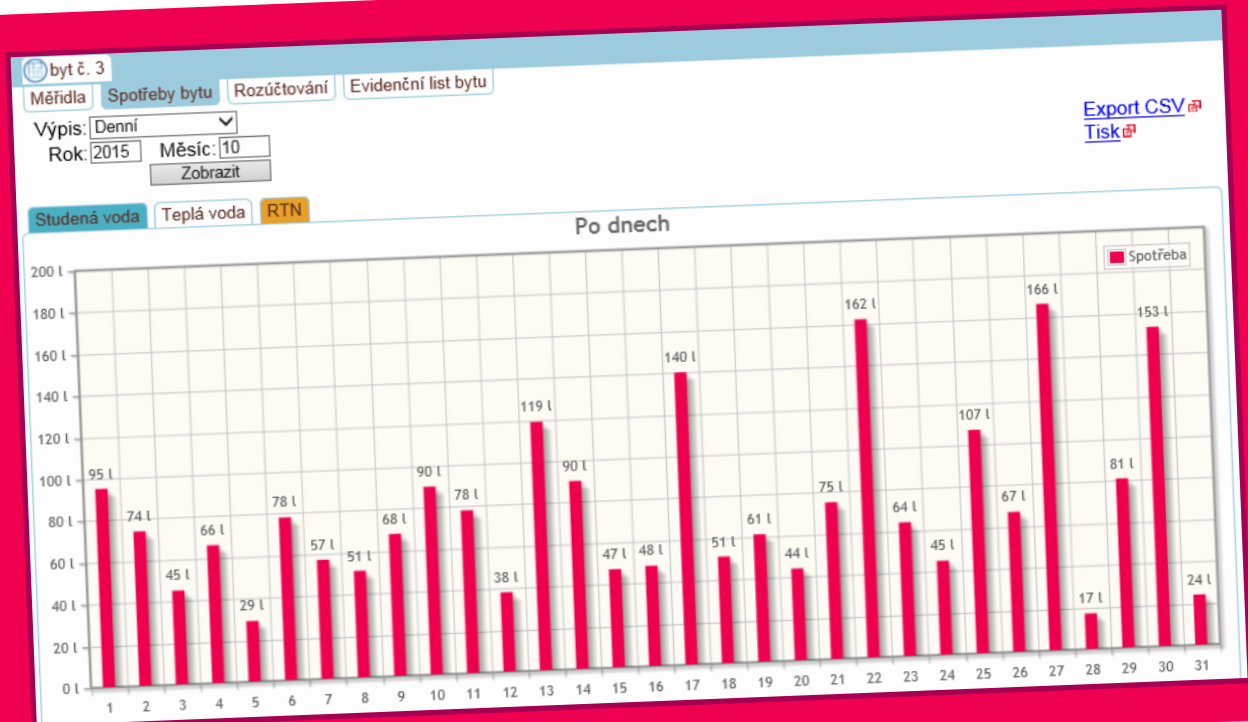 byt č. 3
Měřidla Spotřeby bytu Rozúčtování Evidenční list bytu
Výpis: Denní
Rok: 2015 Měsíc: 10
Zobrazit
Export CSV
Tisk
Studená voda Teplá voda RTN
Po dnech
Spotřeba
200 l
180 l
160 l
140 l
120 l
100 l
80 l
60 l
40 l
20 l
0 l
95 l 74 l 45 l 66 l 29 l 78 l 57 l 51 l 68 l 90 l 78 l 38 l 119 l 90 l 47 l 48 l 140 l 51 l 61 l 44 l 75 l 162 l 64 l 45 l 107 l 67 l 166 l 17 l 81 l 153 l 24 l
1 2 3 4 5 6 7 8 9 10 11 12 13 14 15 16 17 18 19 20 21 22 23 24 25 26 27 28 29 30 31